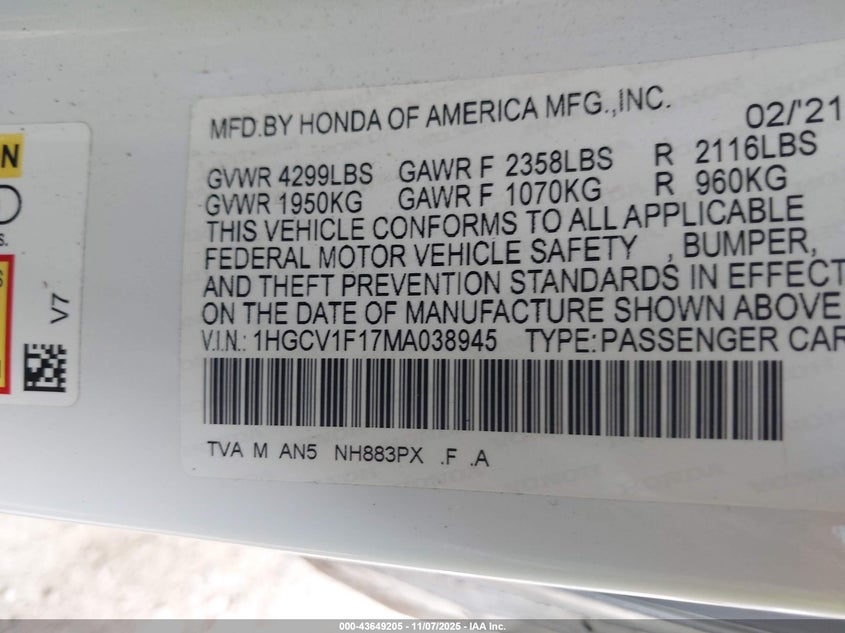 MFD.BY HONDA OF AMERICA MFG.,INC. 02/'21
GVWR 4299LBS GAWR F 2358LBS R 2116LBS
GVWR 1950KG GAWR F 1070KG R 960KG
THIS VEHICLE CONFORMS TO ALL APPLICABLE
FEDERAL MOTOR VEHICLE SAFETY , BUMPER,
AND THEFT PREVENTION STANDARDS IN EFFECT
ON THE DATE OF MANUFACTURE SHOWN ABOVE
V.I.N.: 1HGCV1F17MA038945 TYPE:PASSENGER CAR
TVA M AN5 NH883PX .F .A
V7
000-43649205 - 11/07/2025 - IAA Inc.